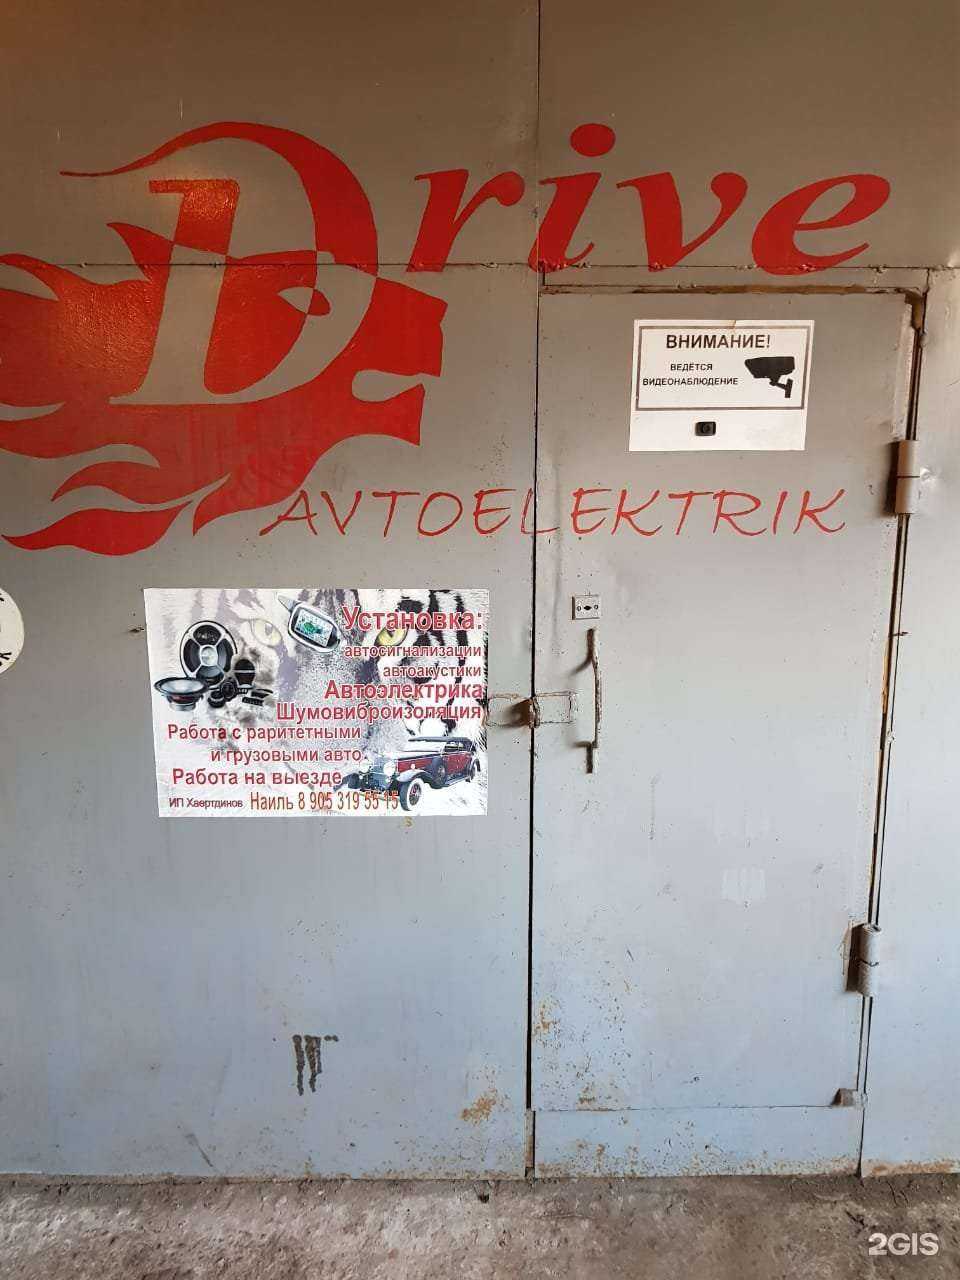 Drive
ВНИМАНИЕ!
ВЕДЁТСЯ
ВИДЕОНАБЛЮДЕНИЕ
AVTOELEKTRIK
Установка:
автосигнализации
автоакустики
Автоэлектрика
Шумовиброизоляция
Работа с раритетными
и грузовыми авто
Работа на выезде
ИП Хаертдинов Наиль 8 905 319 55 15
2GIS